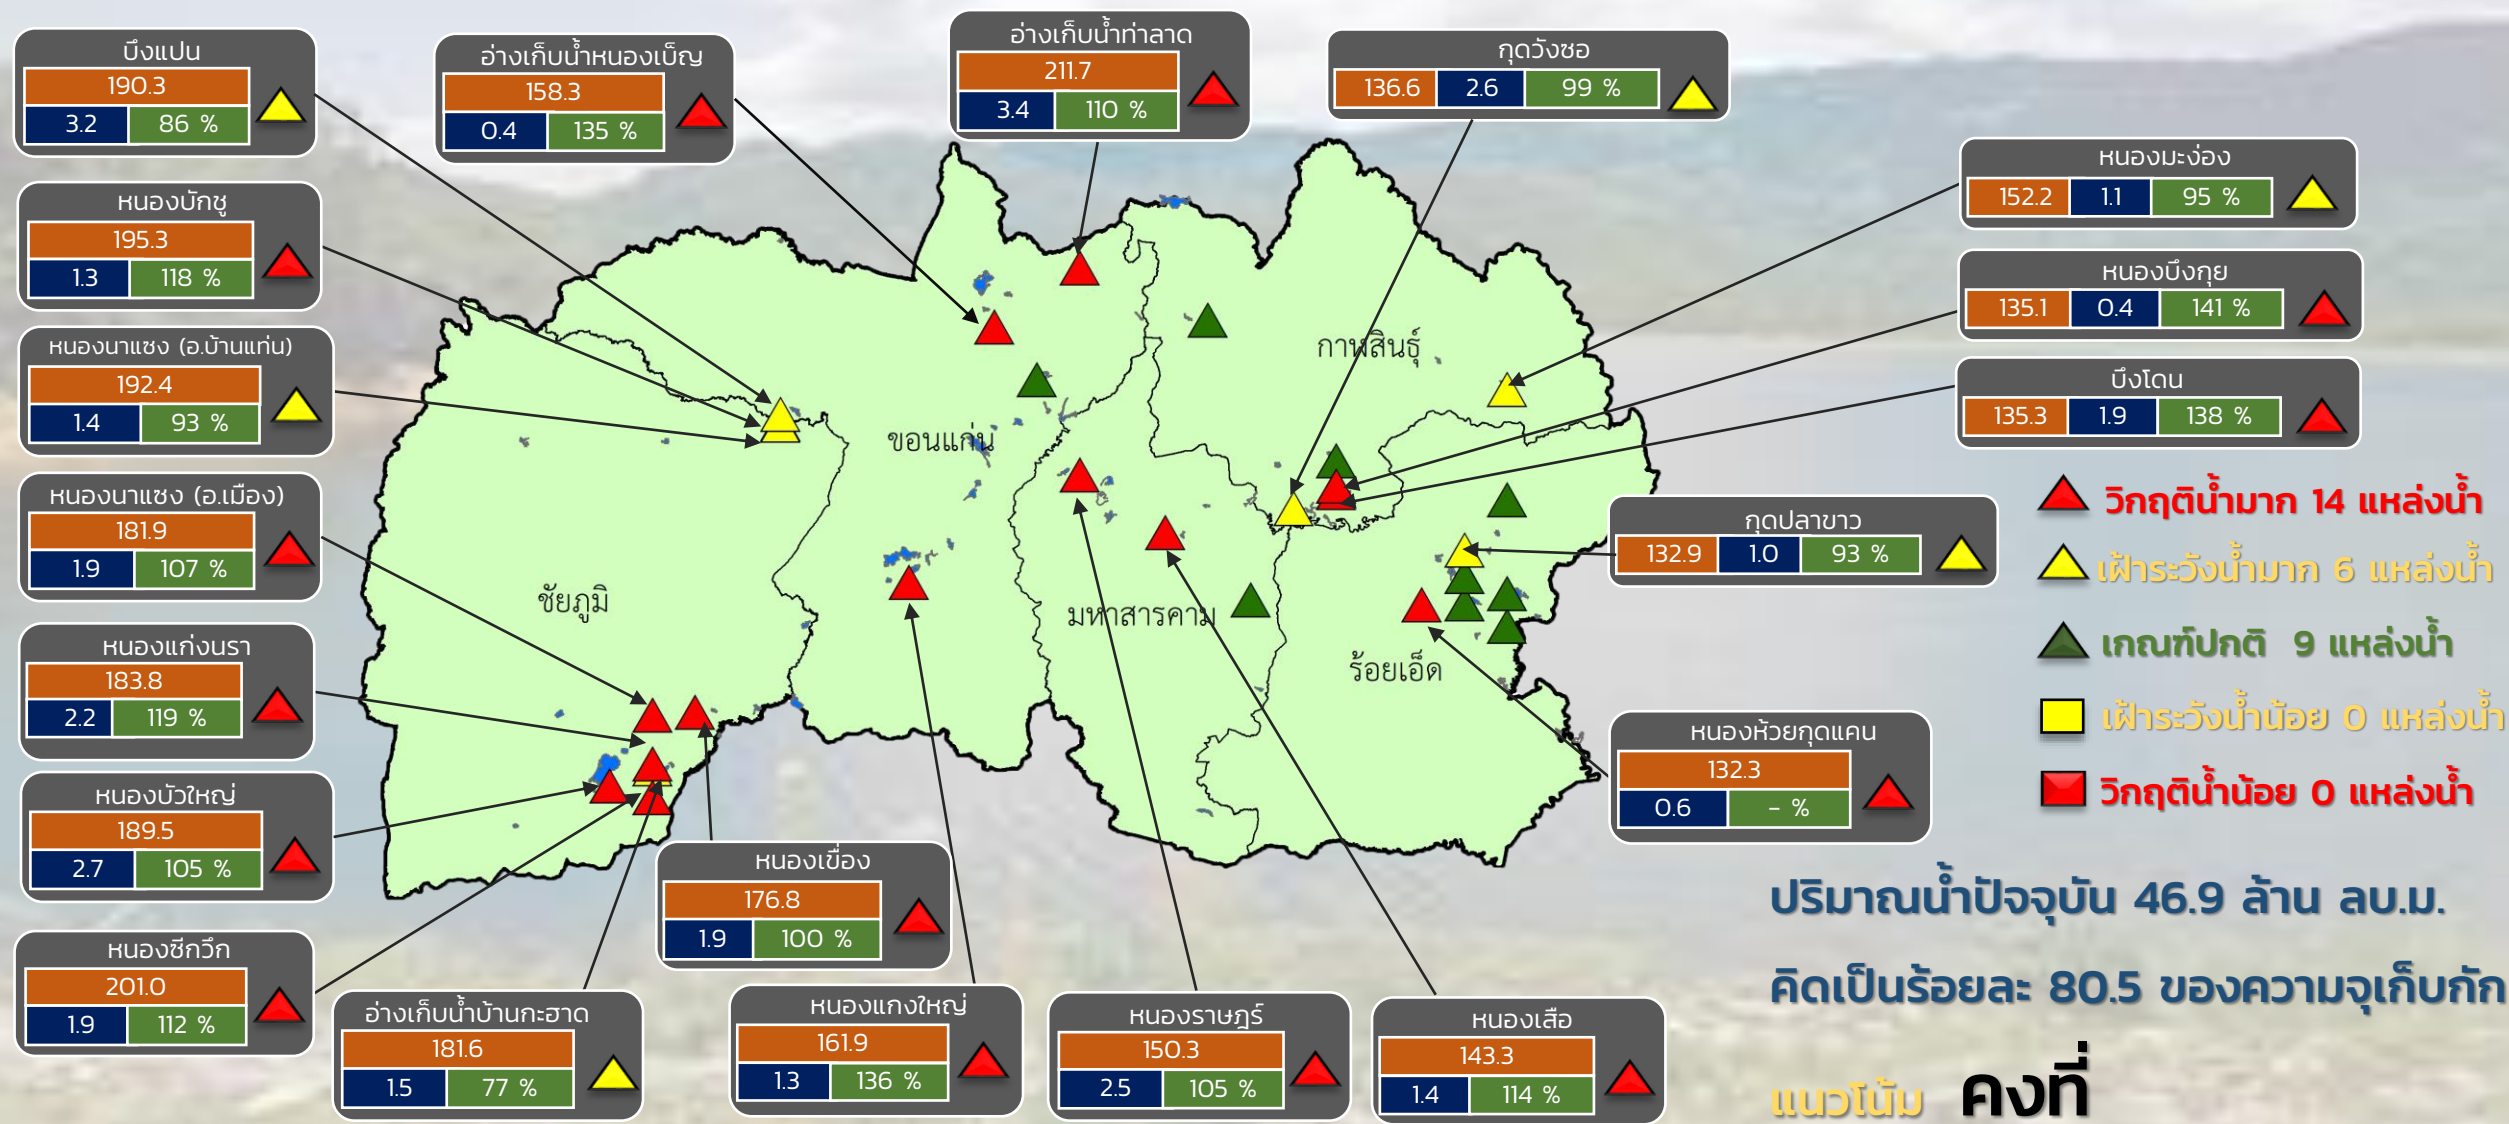 บึงแปน
190.3
3.2 86 %
อ่างเก็บน้ำหนองเบ็ญ
158.3
0.4 135 %
อ่างเก็บน้ำท่าลาด
211.7
3.4 110 %
กุดวังซอ
136.6 2.6 99 %
หนองมะง่อง
152.2 1.1 95 %
หนองบักชู
195.3
1.3 118 %
หนองบึงกุย
135.1 0.4 141 %
หนองนาแซง (อ.บ้านแท่น)
192.4
1.4 93 %
บึงโดน
135.3 1.9 138 %
กาฬสินธุ์
ขอนแก่น
หนองนาแซง (อ.เมือง)
181.9
1.9 107 %
วิกฤติน้ำมาก 14 แหล่งน้ำ
กุดปลาขาว
132.9 1.0 93 %
เฝ้าระวังน้ำมาก 6 แหล่งน้ำ
ชัยภูมิ
มหาสารคาม
ร้อยเอ็ด
เกณฑ์ปกติ 9 แหล่งน้ำ
หนองแก่งนรา
183.8
2.2 119 %
เฝ้าระวังน้ำน้อย 0 แหล่งน้ำ
หนองห้วยกุดแคน
132.3
0.6 - %
วิกฤติน้ำน้อย 0 แหล่งน้ำ
หนองบัวใหญ่
189.5
2.7 105 %
หนองเขื่อง
176.8
1.9 100 %
ปริมาณน้ำปัจจุบัน 46.9 ล้าน ลบ.ม.
หนองซีกวึก
201.0
1.9 112 %
คิดเป็นร้อยละ 80.5 ของความจุเก็บกัก
อ่างเก็บน้ำบ้านกะฮาด
181.6
1.5 77 %
หนองแกงใหญ่
161.9
1.3 136 %
หนองราษฎร์
150.3
2.5 105 %
หนองเสือ
143.3
1.4 114 %
แนวโน้ม คงที่